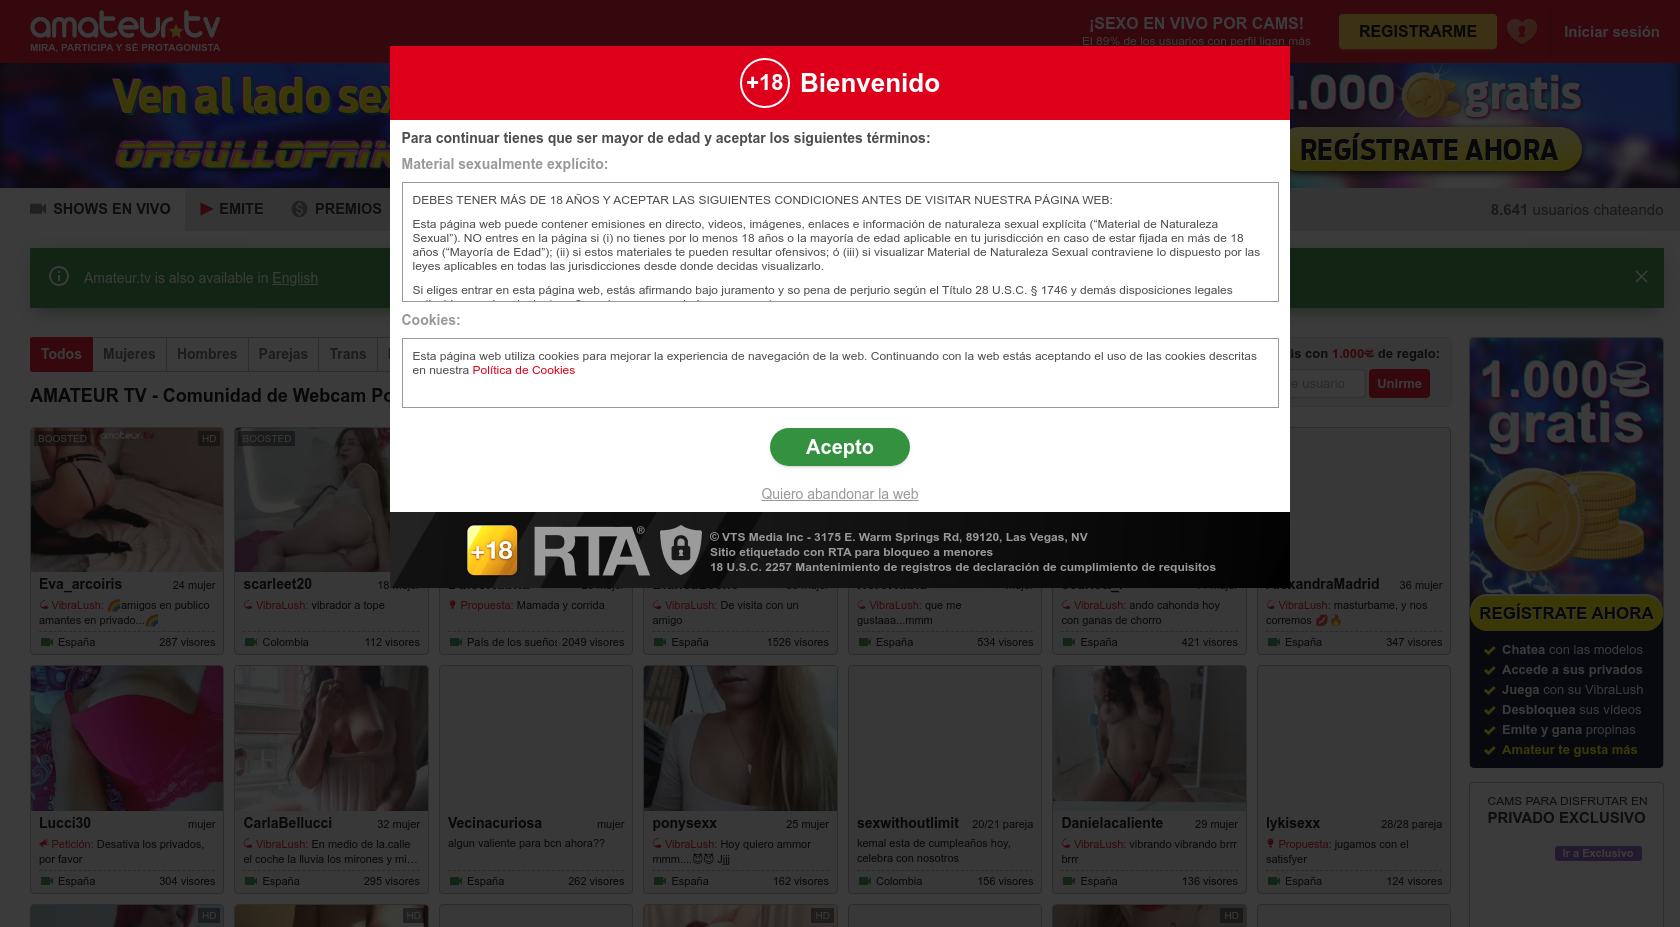 amateur.tv
MIRA, PARTICIPA Y SÉ PROTAGONISTA
¡SEXO EN VIVO POR CAMS!
El 89% de los usuarios con perfil ligan más
REGISTRARME
Iniciar sesión
Ven al lado sex
ORGULLOFRIK
1.000 gratis
REGÍSTRATE AHORA
+18 Bienvenido
Para continuar tienes que ser mayor de edad y aceptar los siguientes términos:
Material sexualmente explícito:
DEBES TENER MÁS DE 18 AÑOS Y ACEPTAR LAS SIGUIENTES CONDICIONES ANTES DE VISITAR NUESTRA PÁGINA WEB:
Esta página web puede contener emisiones en directo, videos, imágenes, enlaces e información de naturaleza sexual explícita (“Material de Naturaleza
Sexual”). NO entres en la página si (i) no tienes por lo menos 18 años o la mayoría de edad aplicable en tu jurisdicción en caso de estar fijada en más de 18
años (“Mayoría de Edad”); (ii) si estos materiales te pueden resultar ofensivos; ó (iii) si visualizar Material de Naturaleza Sexual contraviene lo dispuesto por las
leyes aplicables en todas las jurisdicciones desde donde decidas visualizarlo.
Si eliges entrar en esta página web, estás afirmando bajo juramento y so pena de perjurio según el Título 28 U.S.C. § 1746 y demás disposiciones legales
Cookies:
Esta página web utiliza cookies para mejorar la experiencia de navegación de la web. Continuando con la web estás aceptando el uso de las cookies descritas
en nuestra Política de Cookies
Acepto
Quiero abandonar la web
+18 RTA®
© VTS Media Inc - 3175 E. Warm Springs Rd, 89120, Las Vegas, NV
Sitio etiquetado con RTA para bloqueo a menores
18 U.S.C. 2257 Mantenimiento de registros de declaración de cumplimiento de requisitos
SHOWS EN VIVO EMITE PREMIOS
8.641 usuarios chateando
Amateur.tv is also available in English
Todos Mujeres Hombres Parejas Trans
is con 1.000 de regalo:
e usuario Unirme
AMATEUR TV - Comunidad de Webcam Po
BOOSTED amateur.tv HD
BOOSTED
Eva_arcoiris 24 mujer
VibraLush: 🌈amigos en publico
amantes en privado...🌈
España 287 visores
scarleet20 18 mujer
VibraLush: vibrador a tope
Colombia 112 visores
Propuesta: Mamada y corrida
País de los sueños 2049 visores
VibraLush: De visita con un
amigo
España 1526 visores
VibraLush: que me
gustaaa...mmm
España 534 visores
VibraLush: ando cahonda hoy
con ganas de chorro
España 421 visores
AlexandraMadrid 36 mujer
VibraLush: masturbame, y nos
corremos 💋🔥
España 347 visores
Lucci30 mujer
Petición: Desativa los privados,
por favor
España 304 visores
CarlaBellucci 32 mujer
VibraLush: En medio de la.calle
el coche la lluvia los mirones y mi...
España 295 visores
Vecinacuriosa mujer
algun valiente para bcn ahora??
España 262 visores
ponysexx 25 mujer
VibraLush: Hoy quiero ammor
mmm....😈😈 Jjjj
España 162 visores
sexwithoutlimit 20/21 pareja
kemal esta de cumpleaños hoy,
celebra con nosotros
Colombia 156 visores
Danielacaliente 29 mujer
VibraLush: vibrando vibrando brrr
brrr
España 136 visores
lykisexx 28/28 pareja
Propuesta: jugamos con el
satisfyer
España 124 visores
HD
HD
HD
HD
1.000
gratis
REGÍSTRATE AHORA
Chatea con las modelos
Accede a sus privados
Juega con su VibraLush
Desbloquea sus vídeos
Emite y gana propinas
Amateur te gusta más
CAMS PARA DISFRUTAR EN
PRIVADO EXCLUSIVO
Ir a Exclusivo